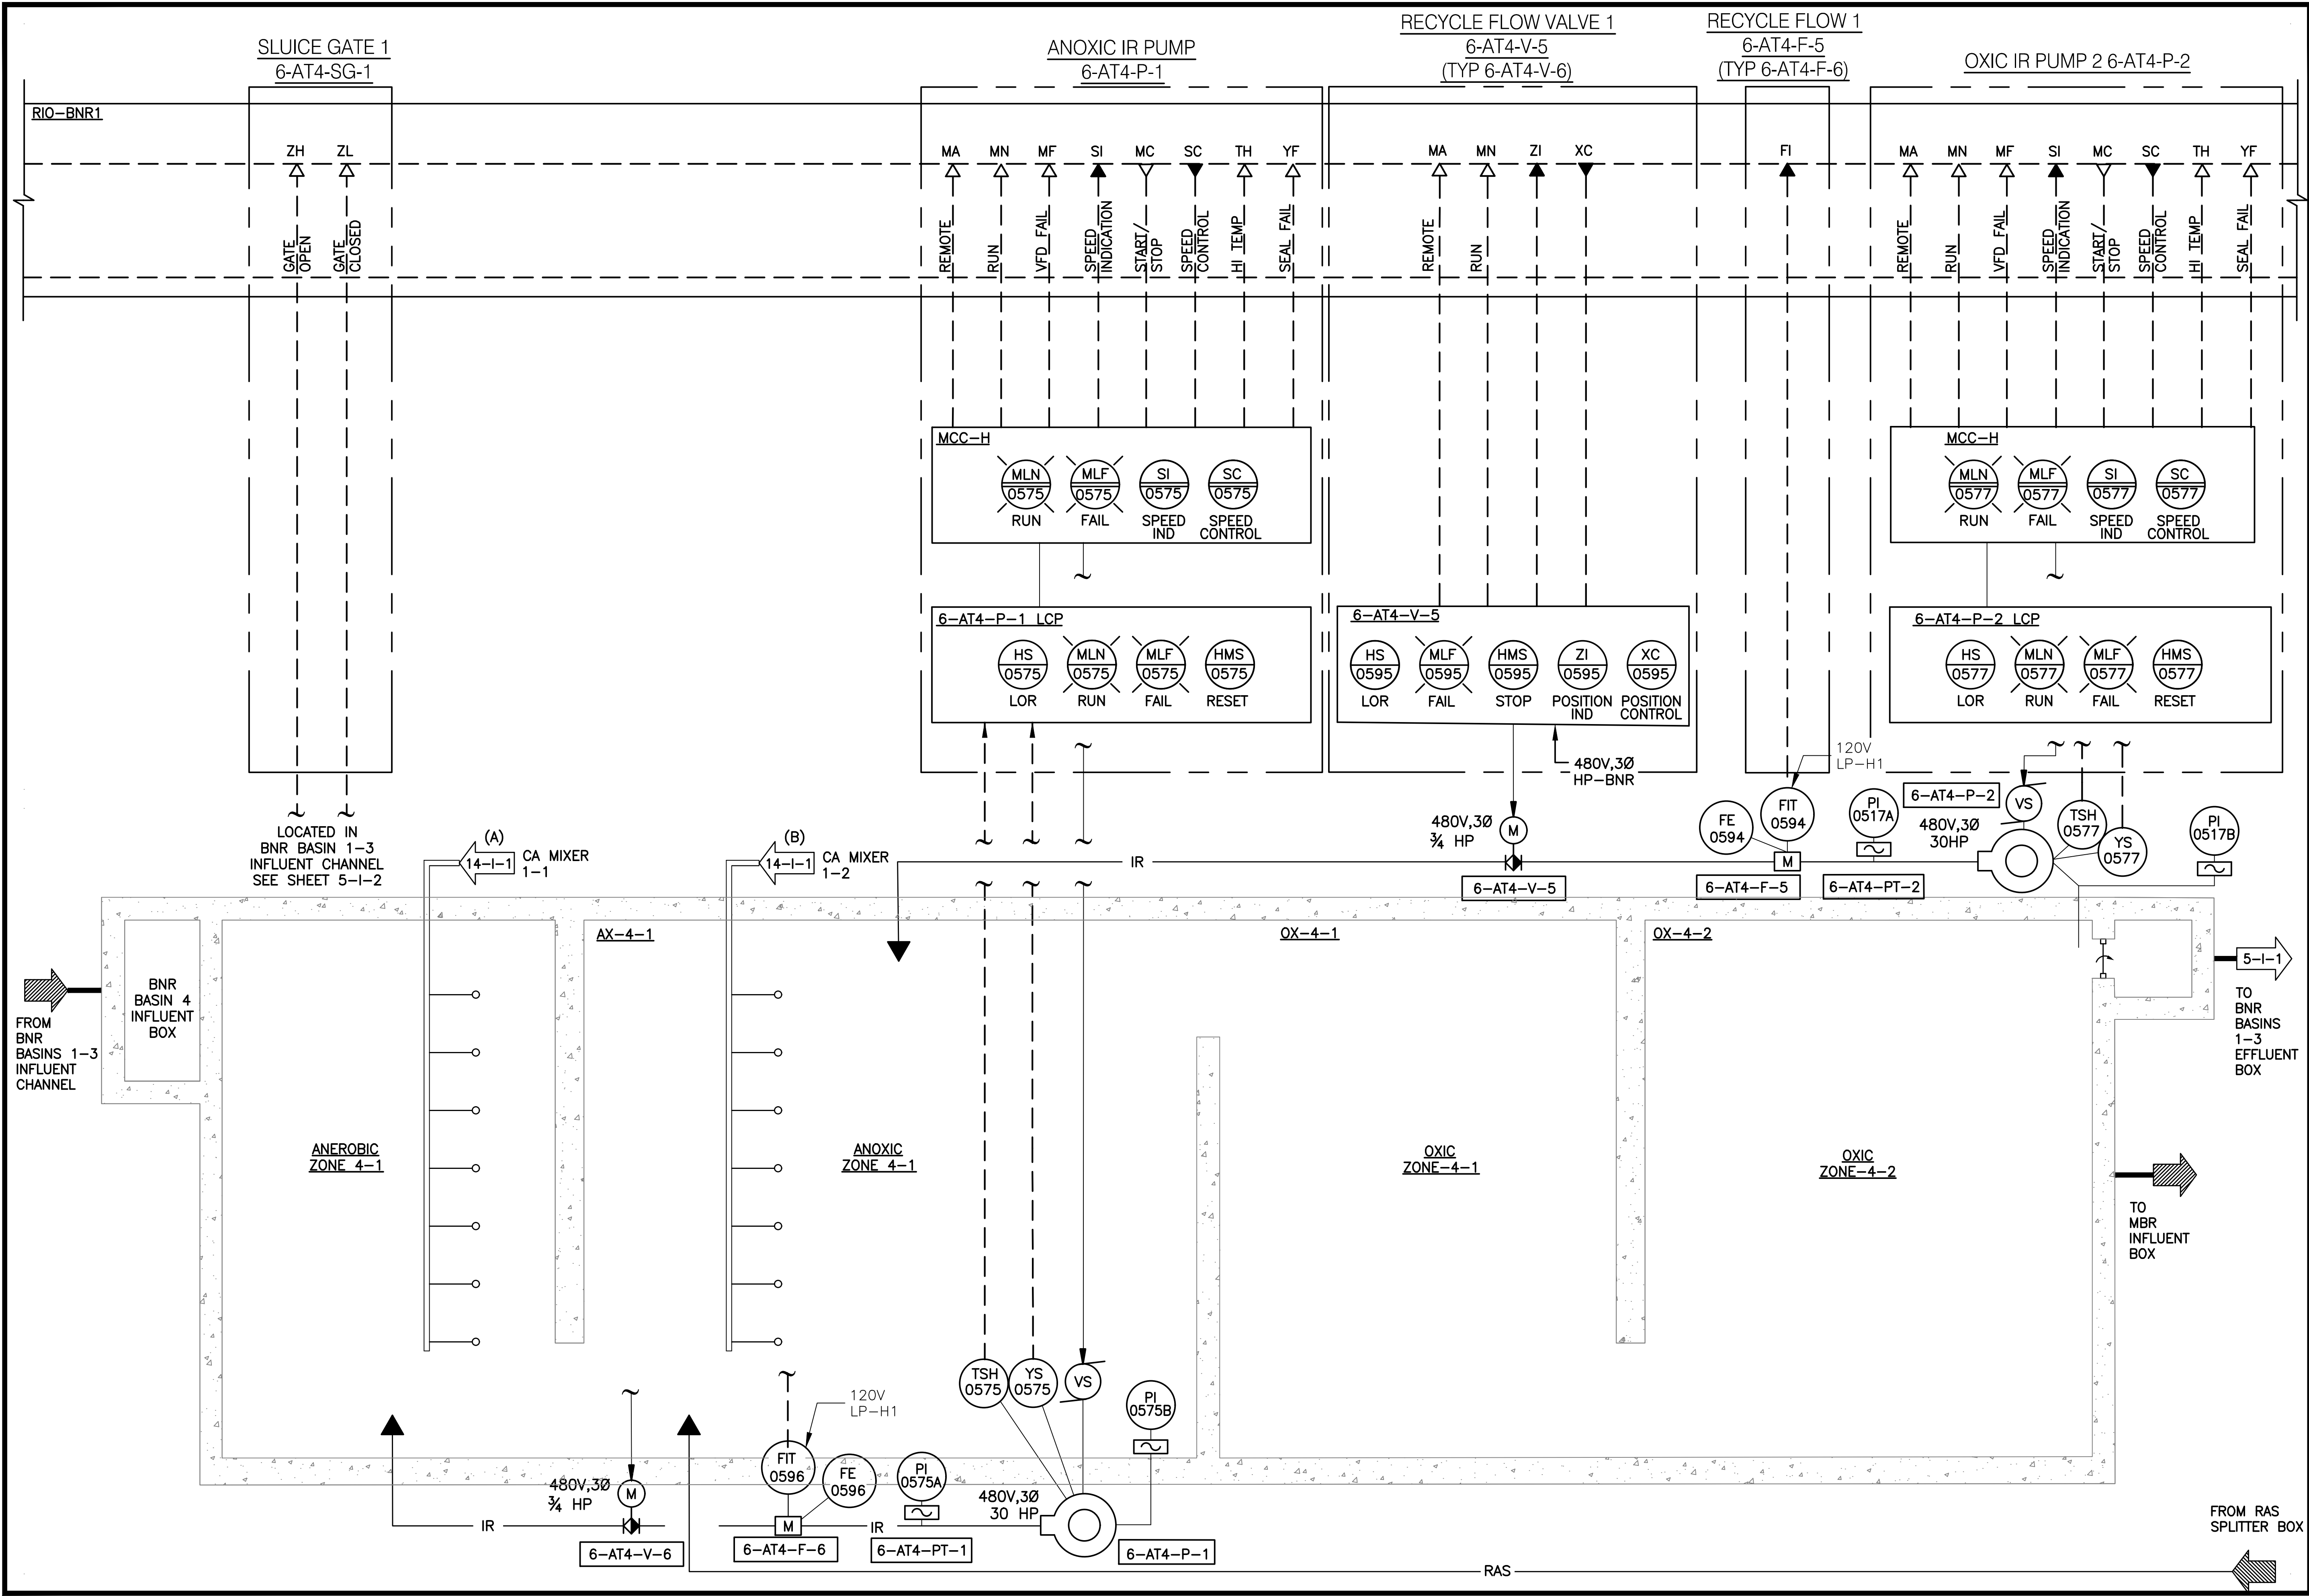 SLUICE GATE 1
6-AT4-SG-1
ANOXIC IR PUMP
6-AT4-P-1
RECYCLE FLOW VALVE 1
6-AT4-V-5
(TYP 6-AT4-V-6)
RECYCLE FLOW 1
6-AT4-F-5
(TYP 6-AT4-F-6)
OXIC IR PUMP 2 6-AT4-P-2
RIO-BNR1
ZH
ZL
MA
MN
MF
SI
MC
SC
TH
YF
MA
MN
ZI
XC
FI
MA
MN
MF
SI
MC
SC
TH
YF
GATE
OPEN
GATE
CLOSED
REMOTE
RUN
VFD FAIL
SPEED
INDICATION
START/
STOP
SPEED
CONTROL
HI TEMP
SEAL FAIL
REMOTE
RUN
REMOTE
RUN
VFD FAIL
SPEED
INDICATION
START/
STOP
SPEED
CONTROL
HI TEMP
SEAL FAIL
MCC-H
MLN
0575
RUN
MLF
0575
FAIL
SI
0575
SPEED
IND
SC
0575
SPEED
CONTROL
MCC-H
MLN
0577
RUN
MLF
0577
FAIL
SI
0577
SPEED
IND
SC
0577
SPEED
CONTROL
6-AT4-P-1 LCP
HS
0575
LOR
MLN
0575
RUN
MLF
0575
FAIL
HMS
0575
RESET
6-AT4-V-5
HS
0595
LOR
MLF
0595
FAIL
HMS
0595
STOP
ZI
0595
POSITION
IND
XC
0595
POSITION
CONTROL
6-AT4-P-2 LCP
HS
0577
LOR
MLN
0577
RUN
MLF
0577
FAIL
HMS
0577
RESET
480V,3Ø
HP-BNR
120V
LP-H1
LOCATED IN
BNR BASIN 1-3
INFLUENT CHANNEL
SEE SHEET 5-I-2
(A)
14-I-1
CA MIXER
1-1
(B)
14-I-1
CA MIXER
1-2
IR
480V,3Ø
¾ HP
M
6-AT4-V-5
FE
0594
FIT
0594
M
6-AT4-F-5
PI
0517A
6-AT4-PT-2
6-AT4-P-2
480V,3Ø
30HP
VS
TSH
0577
YS
0577
PI
0517B
AX-4-1
OX-4-1
OX-4-2
BNR
BASIN 4
INFLUENT
BOX
FROM
BNR
BASINS 1-3
INFLUENT
CHANNEL
5-I-1
TO
BNR
BASINS
1-3
EFFLUENT
BOX
ANEROBIC
ZONE 4-1
ANOXIC
ZONE 4-1
OXIC
ZONE-4-1
OXIC
ZONE-4-2
TO
MBR
INFLUENT
BOX
TSH
0575
YS
0575
VS
PI
0575B
120V
LP-H1
FIT
0596
FE
0596
PI
0575A
480V,3Ø
¾ HP
M
480V,3Ø
30 HP
IR
M
IR
6-AT4-V-6
6-AT4-F-6
6-AT4-PT-1
6-AT4-P-1
FROM RAS
SPLITTER BOX
RAS